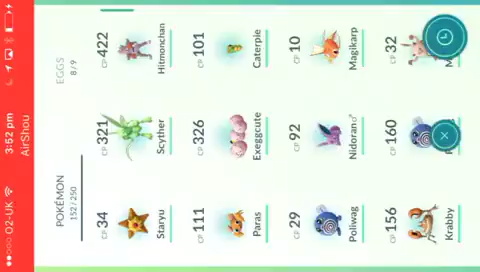 02-UK 3:52 pm
AirShou
POKÉMON EGGS
152/250 8/9
CP 34 CP 321 CP 422
Staryu Scyther Hitmonchan
CP 111 CP 326 CP 101
Paras Exeggcute Caterpie
CP 29 CP 92 CP 10
Poliwag Nidoran♂ Magikarp
CP 156 CP 160 CP 32
Krabby